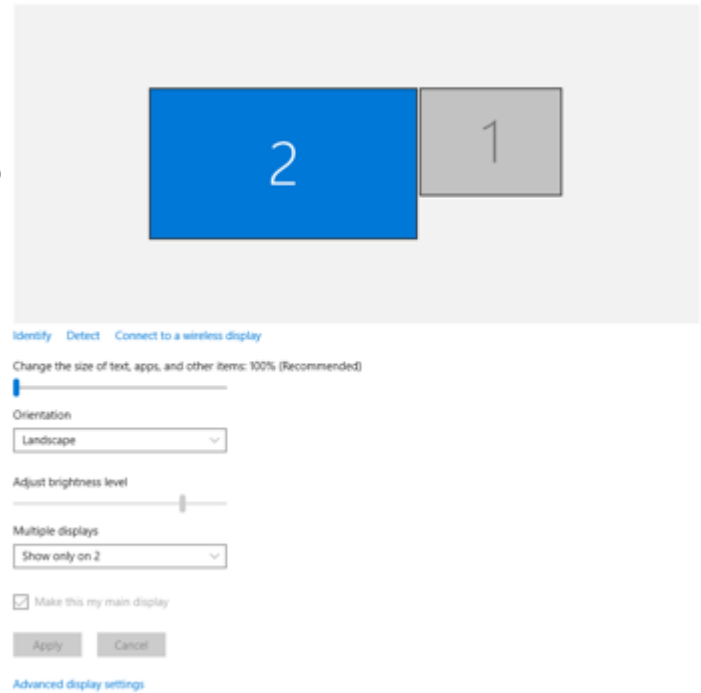 2
1
Identify Detect Connect to a wireless display
Change the size of text, apps, and other items: 100% (Recommended)
Orientation
Landscape
Adjust brightness level
Multiple displays
Show only on 2
Make this my main display
Apply Cancel
Advanced display settings